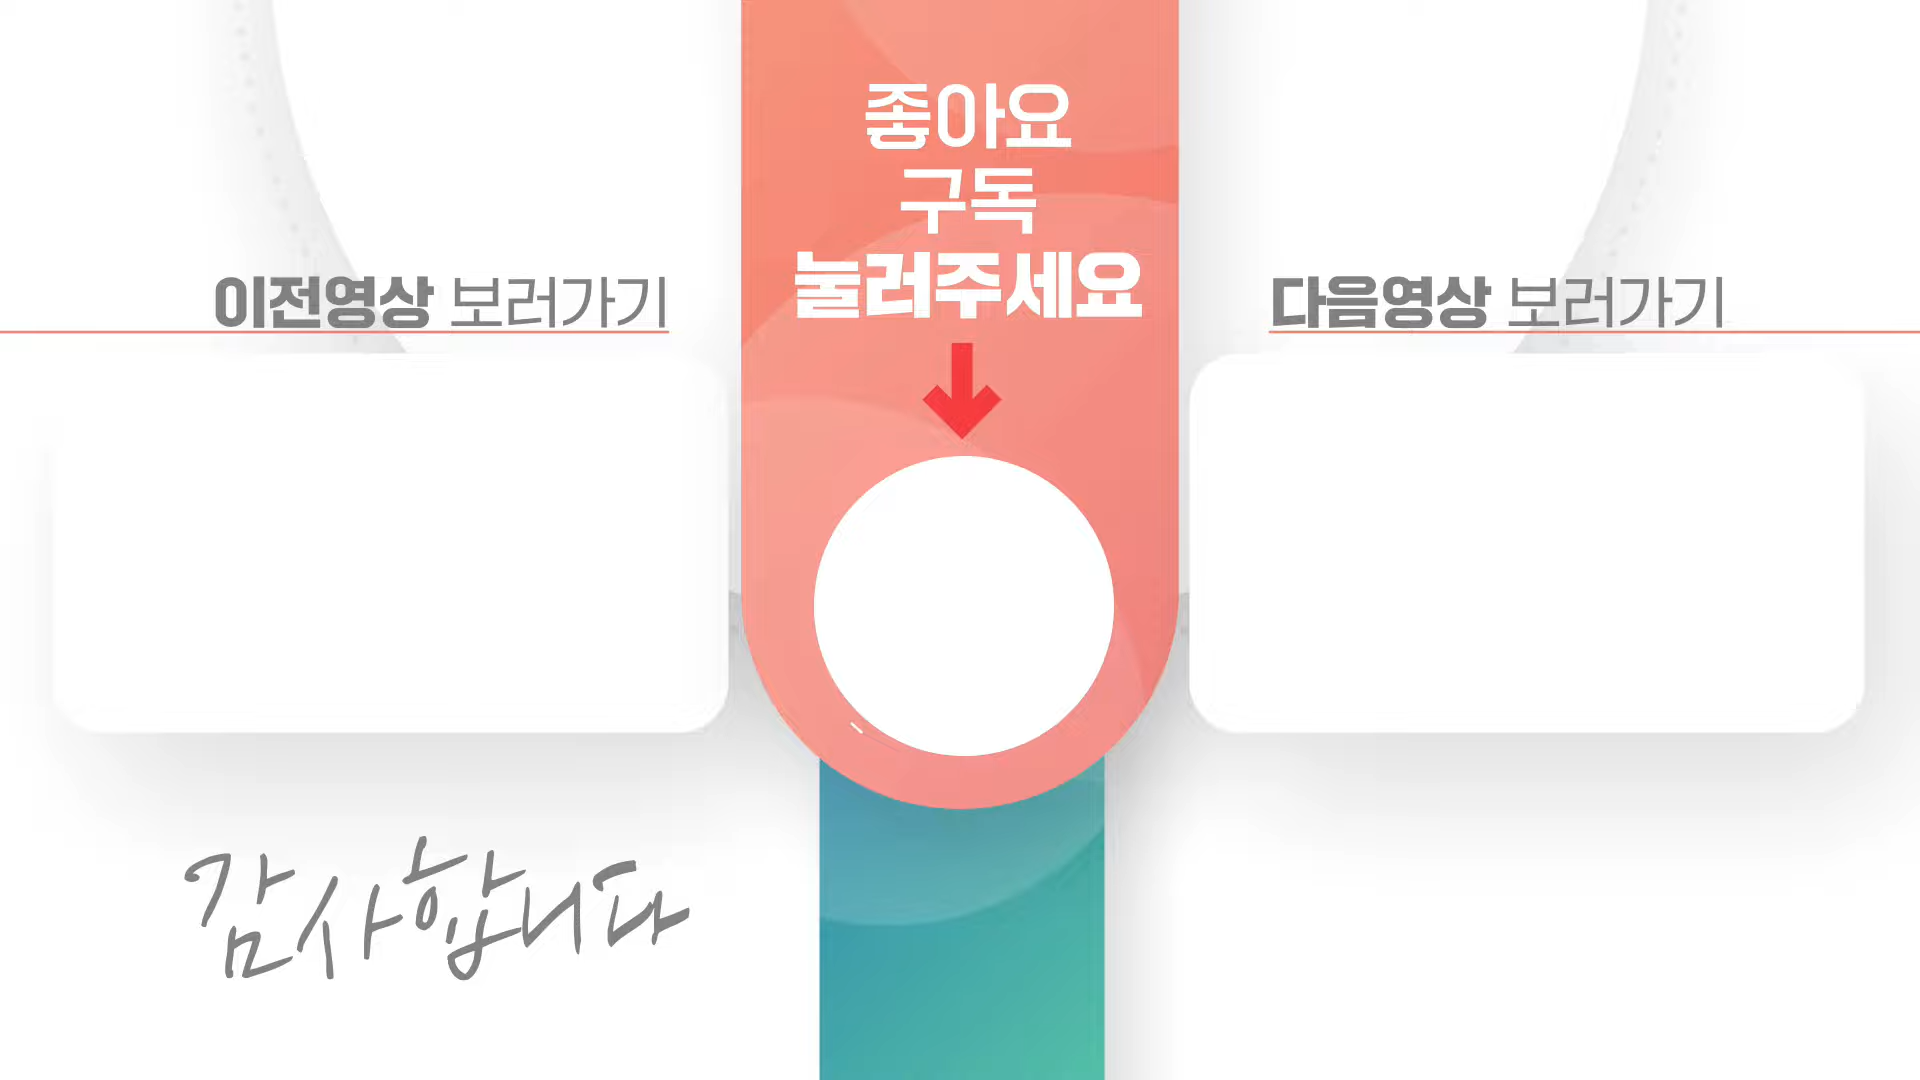 좋아요
구독
눌러주세요
이전영상 보러가기
다음영상 보러가기
감사합니다